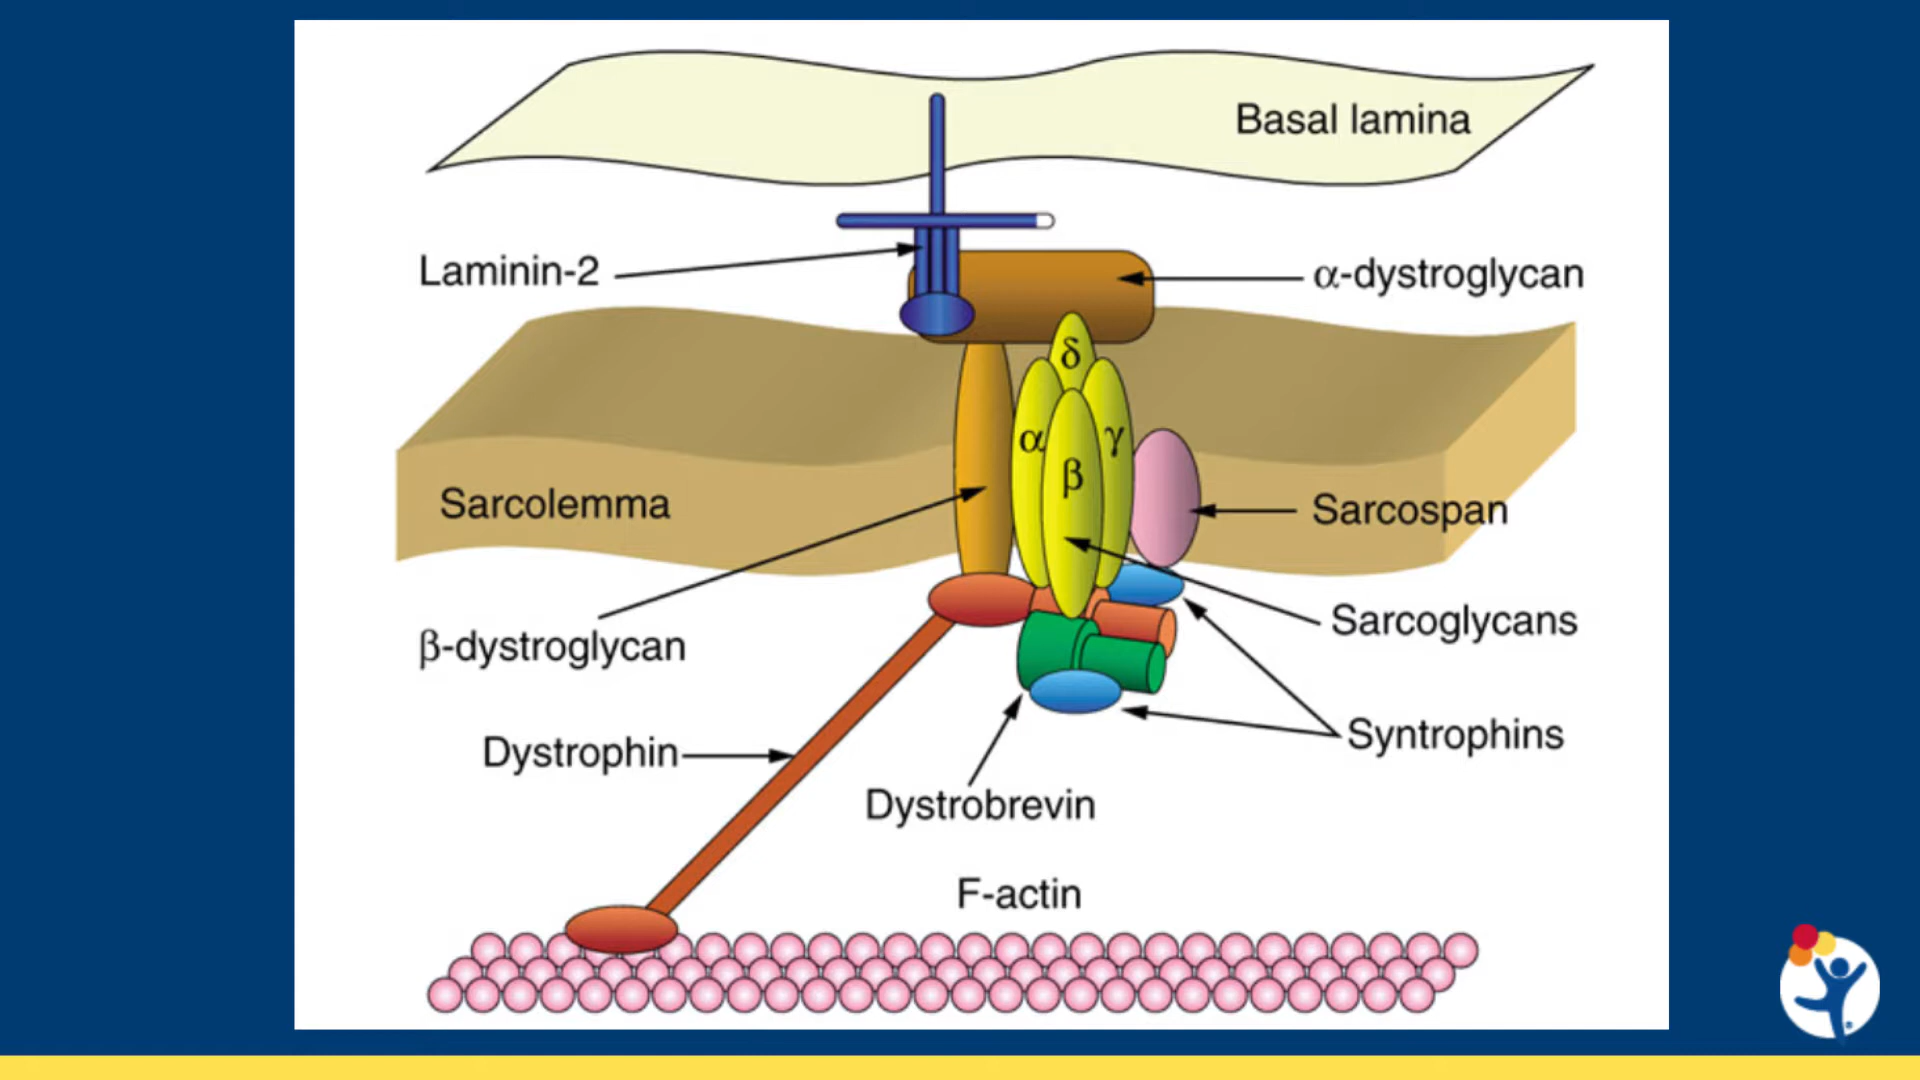 Basal lamina
Laminin-2
α-dystroglycan
δ
α
γ
β
Sarcolemma
Sarcospan
Sarcoglycans
β-dystroglycan
Syntrophins
Dystrophin
Dystrobrevin
F-actin